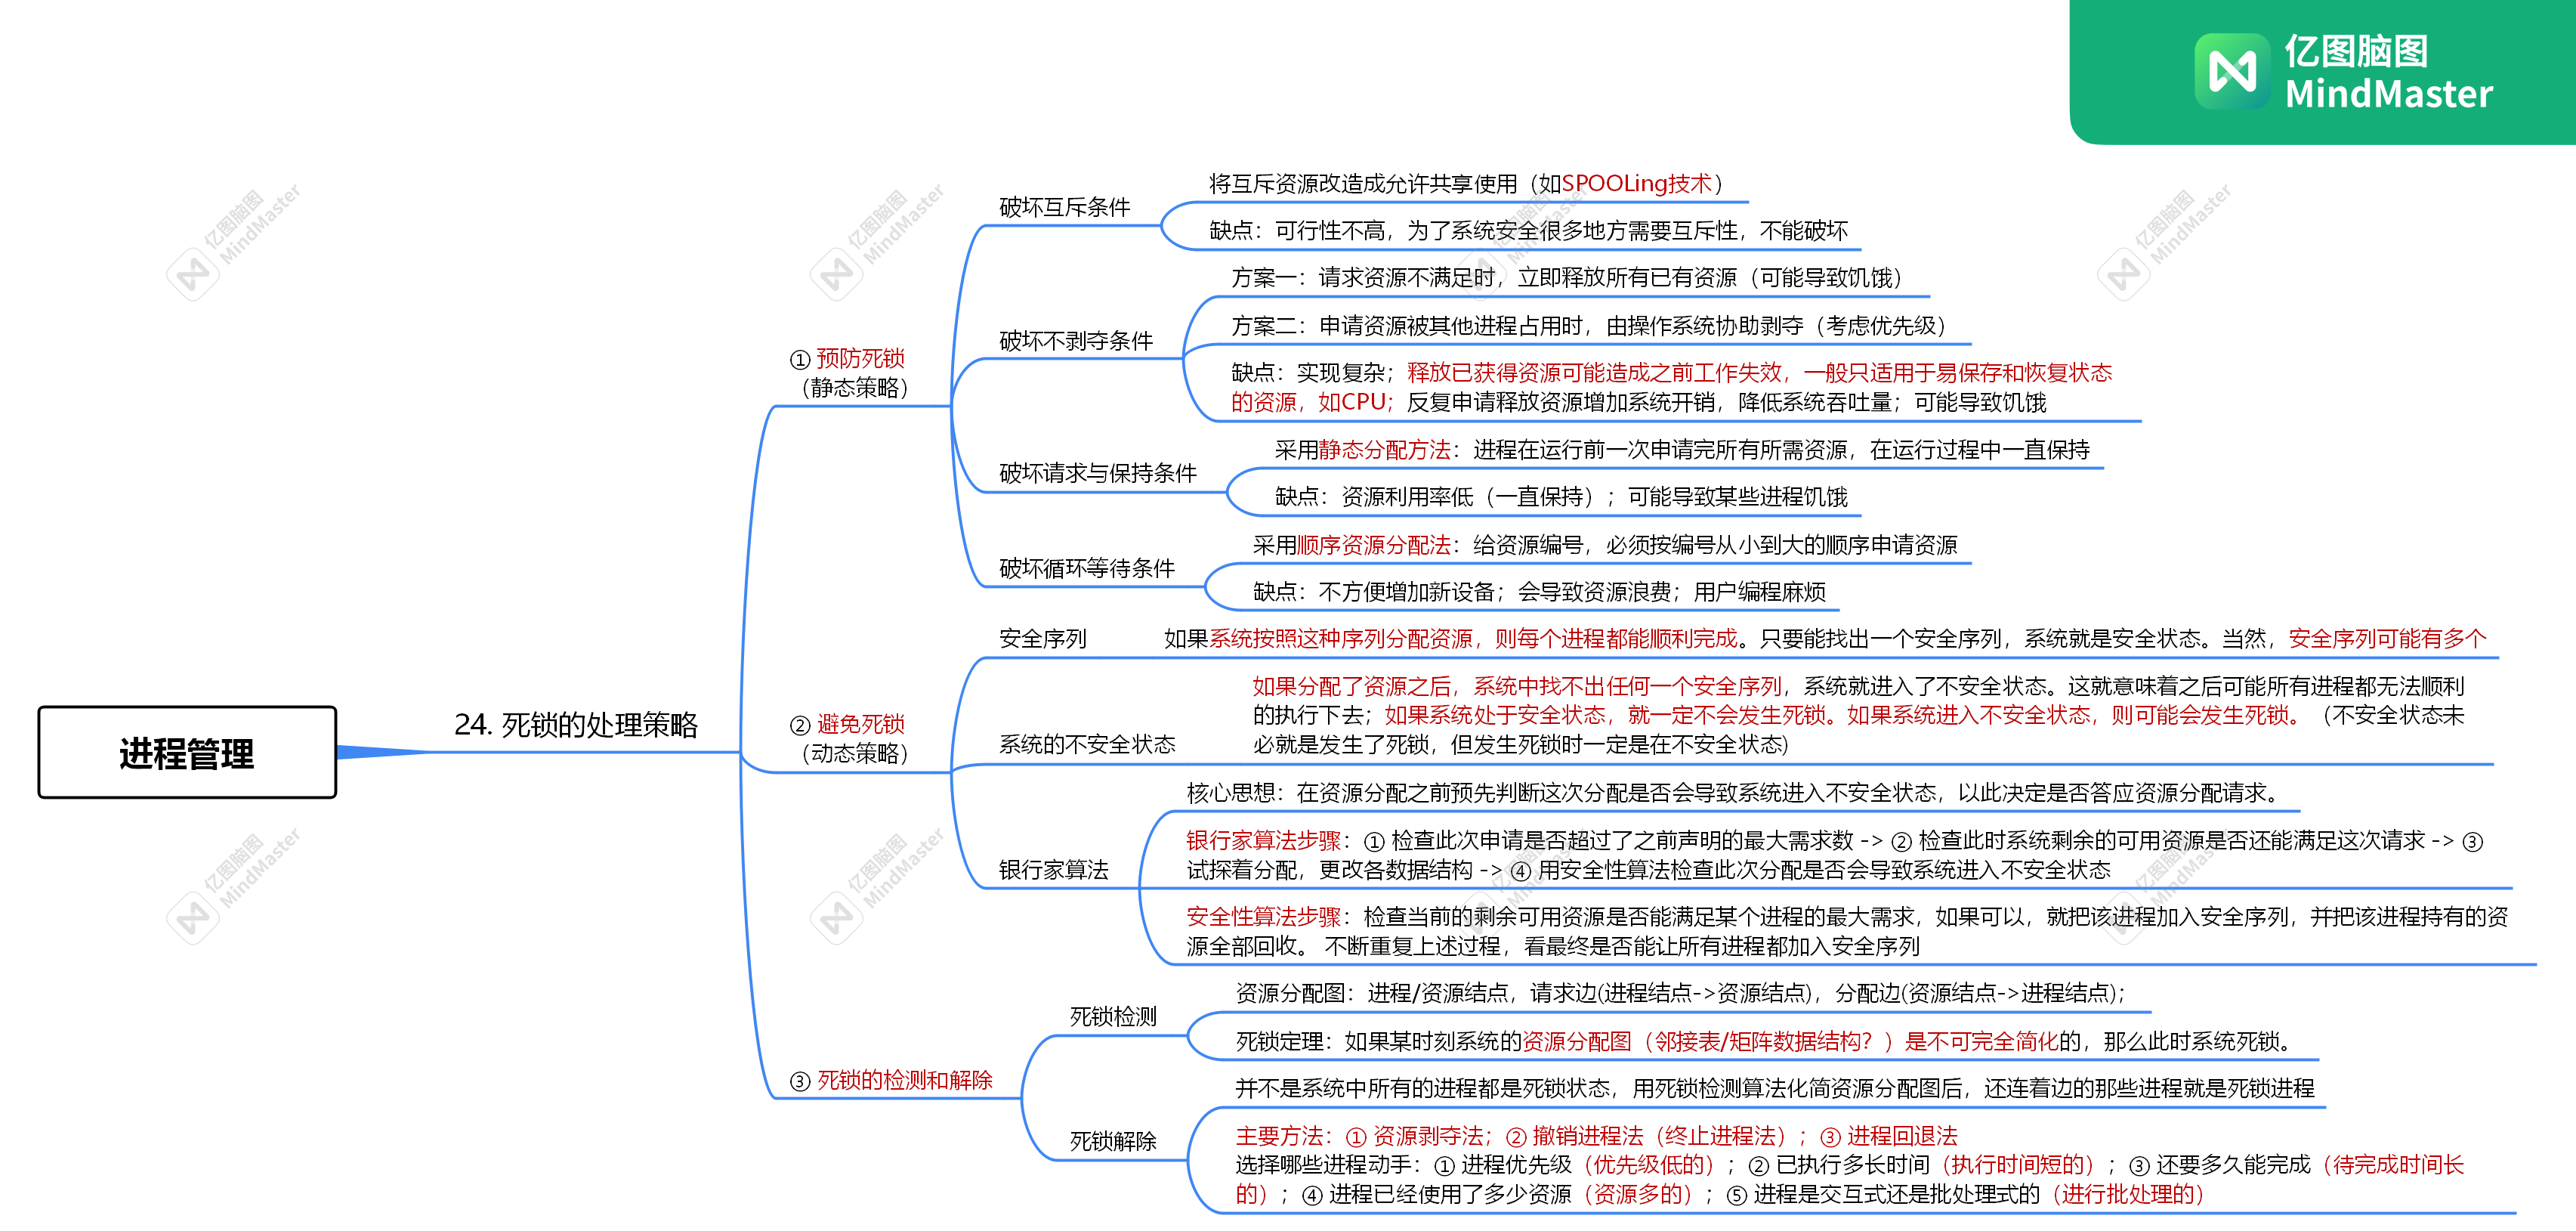 亿图脑图
MindMaster
进程管理
24. 死锁的处理策略
① 预防死锁
（静态策略）
破坏互斥条件
将互斥资源改造成允许共享使用（如SPOOLing技术）
缺点：可行性不高，为了系统安全很多地方需要互斥性，不能破坏
破坏不剥夺条件
方案一：请求资源不满足时，立即释放所有已有资源（可能导致饥饿）
方案二：申请资源被其他进程占用时，由操作系统协助剥夺（考虑优先级）
缺点：实现复杂；释放已获得资源可能造成之前工作失效，一般只适用于易保存和恢复状态
的资源，如CPU；反复申请释放资源增加系统开销，降低系统吞吐量；可能导致饥饿
破坏请求与保持条件
采用静态分配方法：进程在运行前一次申请完所有所需资源，在运行过程中一直保持
缺点：资源利用率低（一直保持）；可能导致某些进程饥饿
破坏循环等待条件
采用顺序资源分配法：给资源编号，必须按编号从小到大的顺序申请资源
缺点：不方便增加新设备；会导致资源浪费；用户编程麻烦
② 避免死锁
（动态策略）
安全序列
如果系统按照这种序列分配资源，则每个进程都能顺利完成。只要能找出一个安全序列，系统就是安全状态。当然，安全序列可能有多个
系统的不安全状态
如果分配了资源之后，系统中找不出任何一个安全序列，系统就进入了不安全状态。这就意味着之后可能所有进程都无法顺利
的执行下去；如果系统处于安全状态，就一定不会发生死锁。如果系统进入不安全状态，则可能会发生死锁。（不安全状态未
必就是发生了死锁，但发生死锁时一定是在不安全状态)
银行家算法
核心思想：在资源分配之前预先判断这次分配是否会导致系统进入不安全状态，以此决定是否答应资源分配请求。
银行家算法步骤：① 检查此次申请是否超过了之前声明的最大需求数 -> ② 检查此时系统剩余的可用资源是否还能满足这次请求 -> ③
试探着分配，更改各数据结构 -> ④ 用安全性算法检查此次分配是否会导致系统进入不安全状态
安全性算法步骤：检查当前的剩余可用资源是否能满足某个进程的最大需求，如果可以，就把该进程加入安全序列，并把该进程持有的资
源全部回收。 不断重复上述过程，看最终是否能让所有进程都加入安全序列
③ 死锁的检测和解除
死锁检测
资源分配图：进程/资源结点，请求边(进程结点->资源结点)，分配边(资源结点->进程结点)；
死锁定理：如果某时刻系统的资源分配图（邻接表/矩阵数据结构？）是不可完全简化的，那么此时系统死锁。
死锁解除
并不是系统中所有的进程都是死锁状态，用死锁检测算法化简资源分配图后，还连着边的那些进程就是死锁进程
主要方法：① 资源剥夺法；② 撤销进程法（终止进程法）；③ 进程回退法
选择哪些进程动手：① 进程优先级（优先级低的）；② 已执行多长时间（执行时间短的）；③ 还要多久能完成（待完成时间长
的）；④ 进程已经使用了多少资源（资源多的）；⑤ 进程是交互式还是批处理式的（进行批处理的）